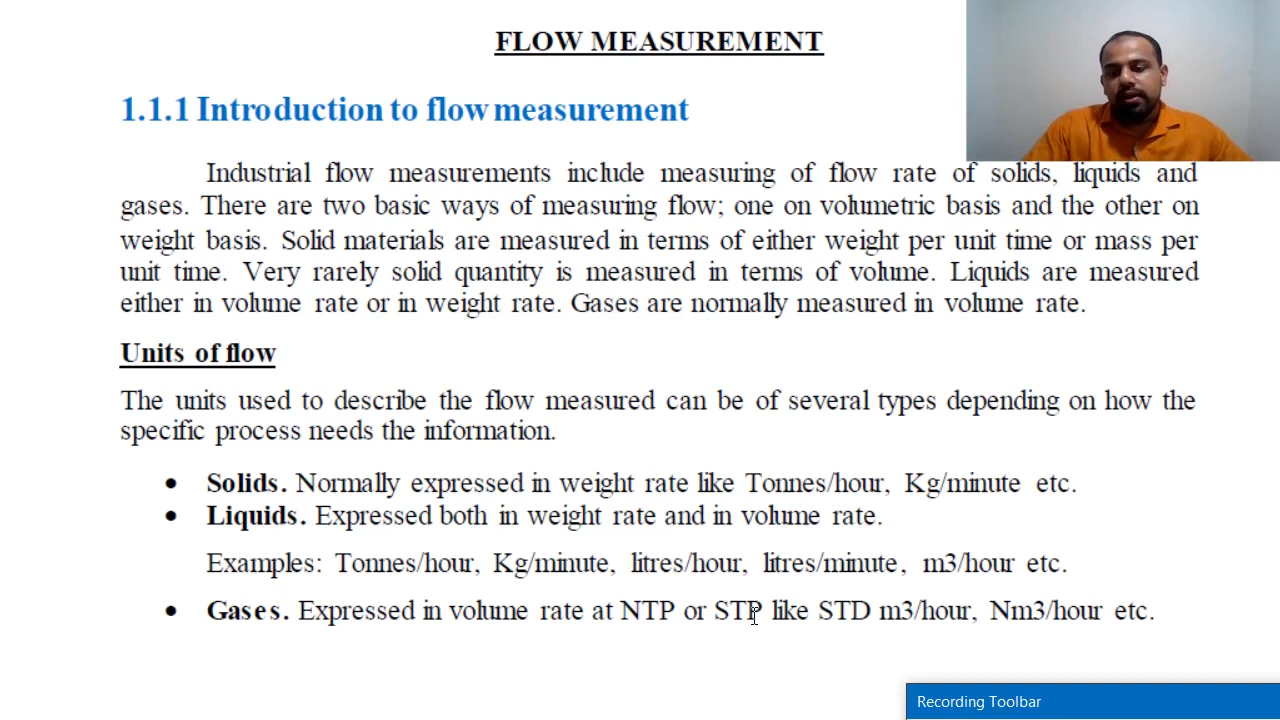 FLOW MEASUREMENT
1.1.1 Introduction to flow measurement
Industrial flow measurements include measuring of flow rate of solids, liquids and
gases. There are two basic ways of measuring flow; one on volumetric basis and the other on
weight basis. Solid materials are measured in terms of either weight per unit time or mass per
unit time. Very rarely solid quantity is measured in terms of volume. Liquids are measured
either in volume rate or in weight rate. Gases are normally measured in volume rate.
Units of flow
The units used to describe the flow measured can be of several types depending on how the
specific process needs the information.
• Solids. Normally expressed in weight rate like Tonnes/hour, Kg/minute etc.
• Liquids. Expressed both in weight rate and in volume rate.
Examples: Tonnes/hour, Kg/minute, litres/hour, litres/minute, m3/hour etc.
• Gases. Expressed in volume rate at NTP or STP like STD m3/hour, Nm3/hour etc.
Recording Toolbar